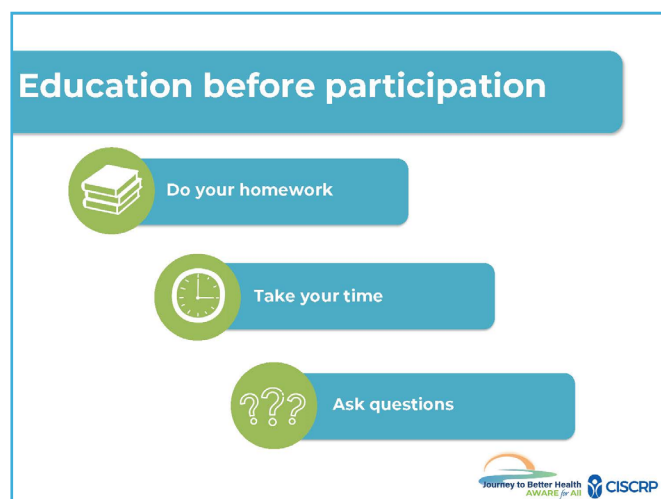 Education before participation
Do your homework
Take your time
Ask questions
???
Journey to Better Health
AWARE for All
CISCRP